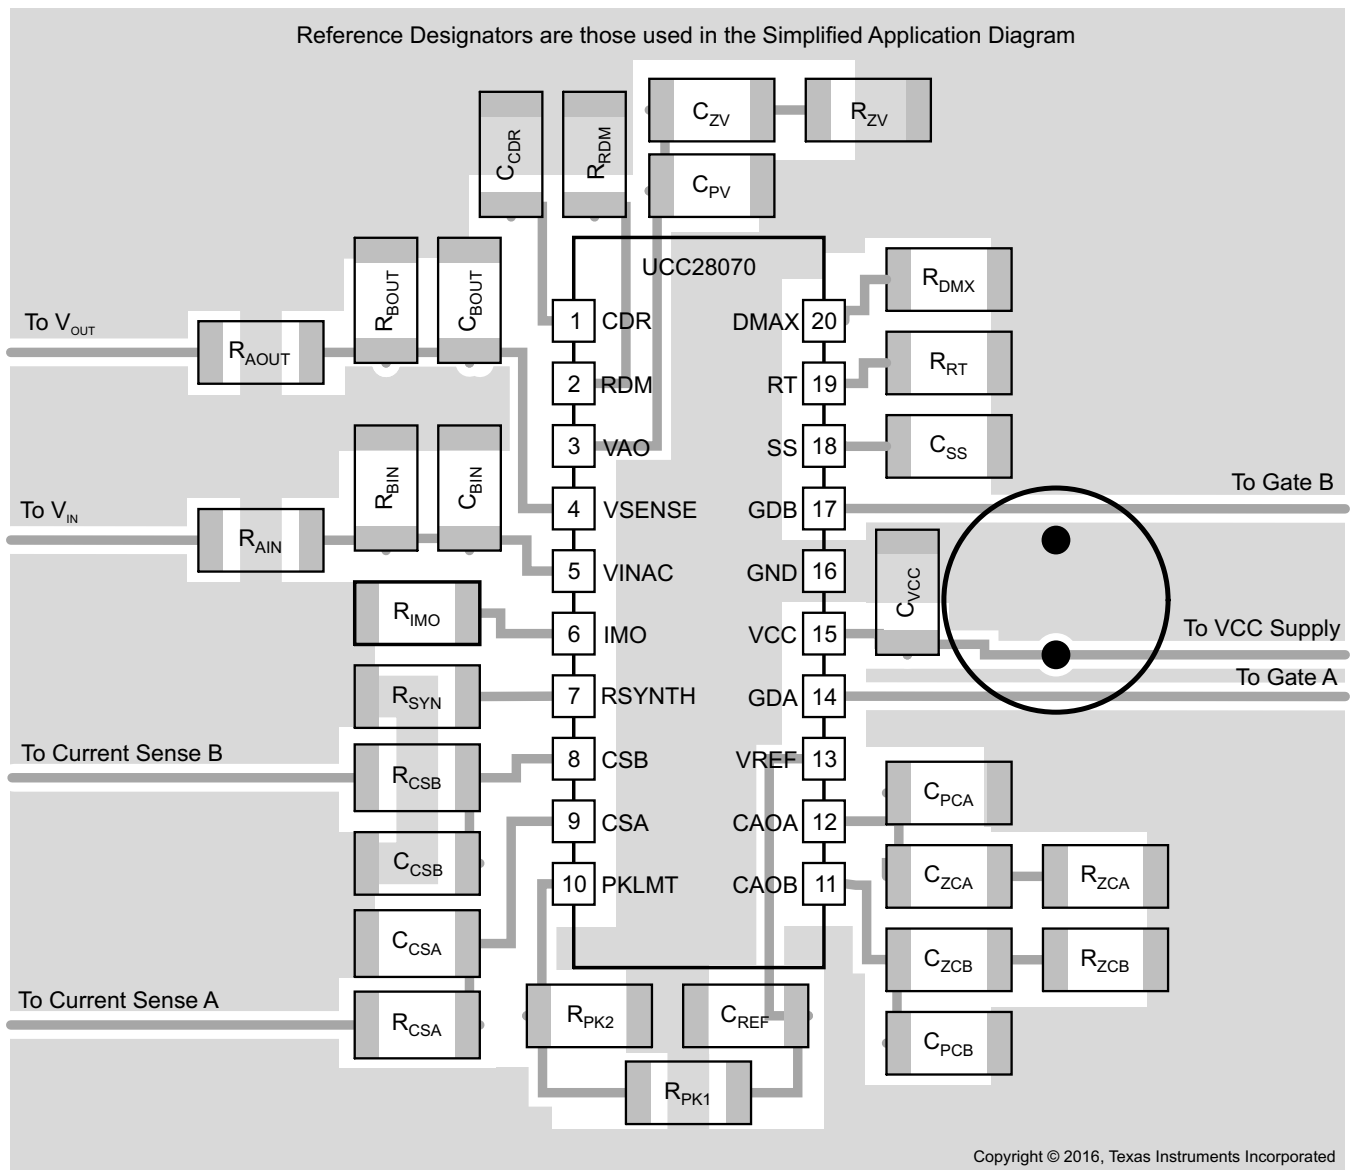 Reference Designators are those used in the Simplified Application Diagram
CZV
RZV
CCDR
RRDM
CPV
UCC28070
RBOUT
CBOUT
RDMX
To VOUT
RAOUT
1 CDR
DMAX 20
RRT
2 RDM
RT 19
3 VAO
SS 18
CSS
RBIN
CBIN
To Gate B
To VIN
4 VSENSE
GDB 17
RAIN
5 VINAC
GND 16
CVCC
RIMO
6 IMO
VCC 15
To VCC Supply
To Gate A
RSYN
7 RSYNTH
GDA 14
To Current Sense B
RCSB
8 CSB
VREF 13
CPCA
9 CSA
CAOA 12
CCSB
10 PKLMT
CAOB 11
CZCA
RZCA
CCSA
CZCB
RZCB
To Current Sense A
RCSA
RPK2
CREF
CPCB
RPK1
Copyright © 2016, Texas Instruments Incorporated